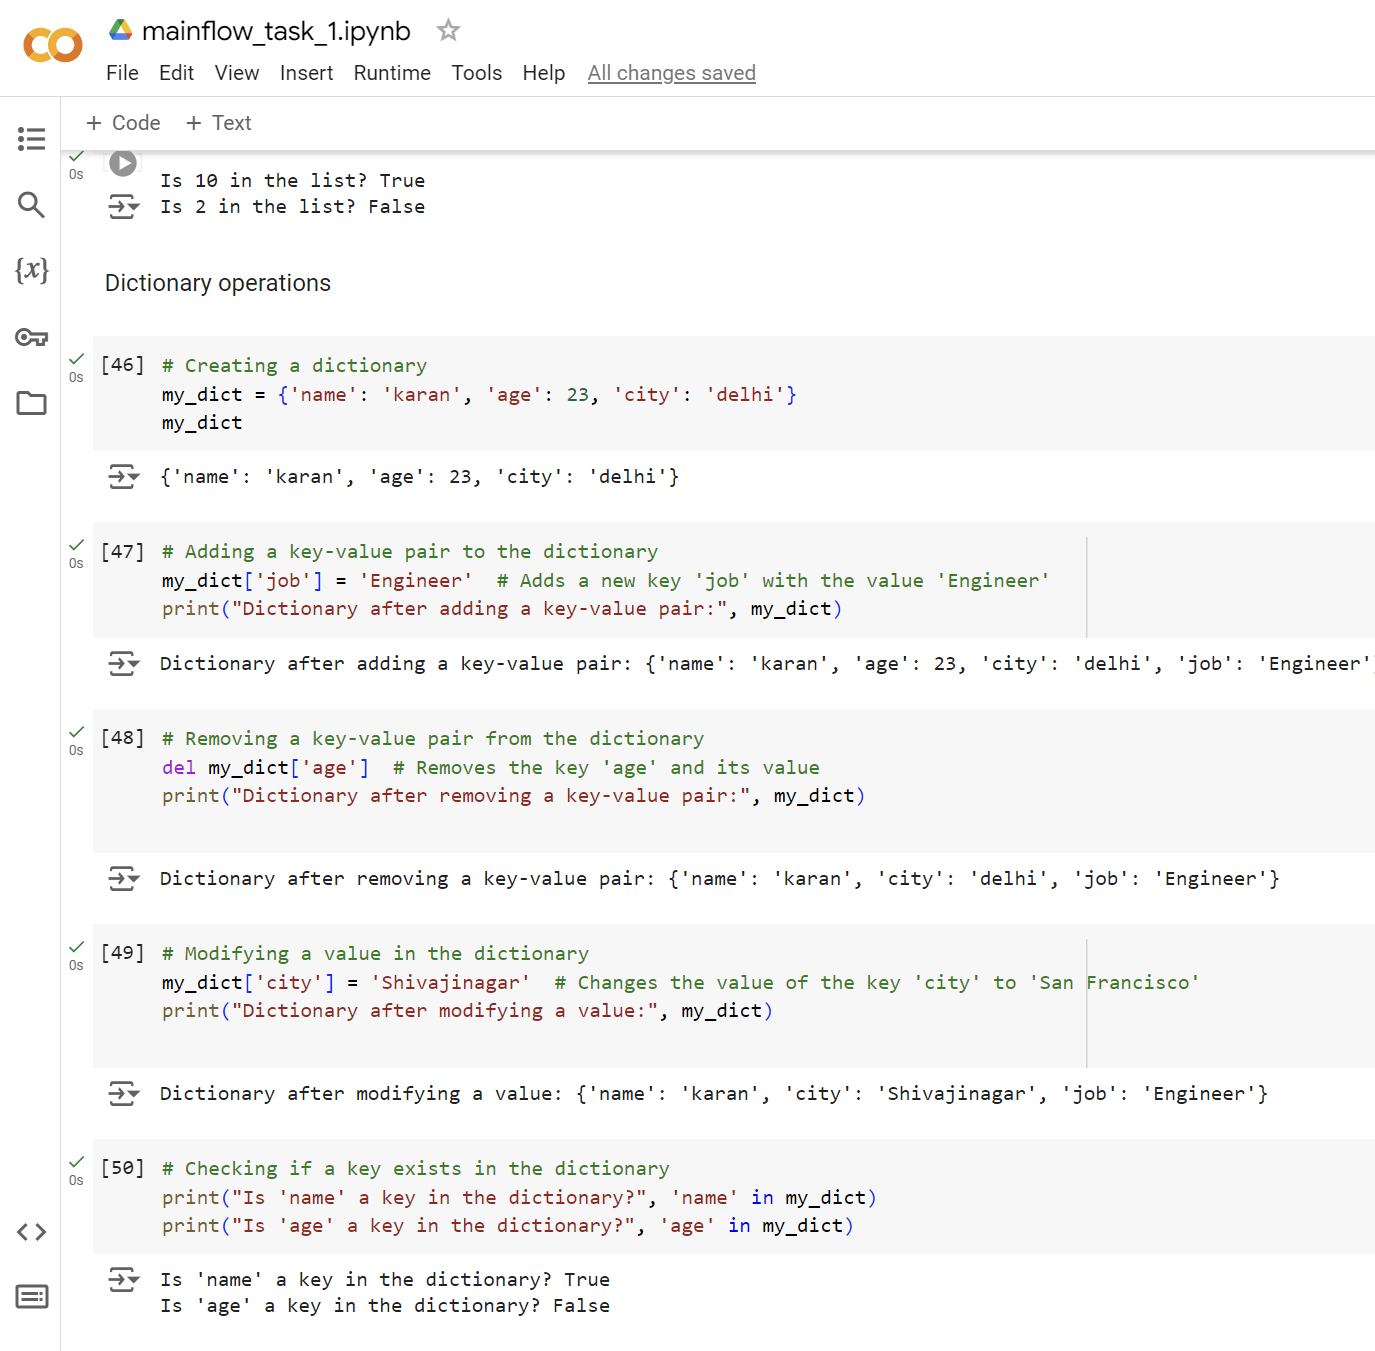 mainflow_task_1.ipynb
File Edit View Insert Runtime Tools Help All changes saved
+ Code + Text
0s
Is 10 in the list? True
Is 2 in the list? False
{x}
Dictionary operations
0s
[46] # Creating a dictionary
my_dict = {'name': 'karan', 'age': 23, 'city': 'delhi'}
my_dict
{'name': 'karan', 'age': 23, 'city': 'delhi'}
0s
[47] # Adding a key-value pair to the dictionary
my_dict['job'] = 'Engineer'  # Adds a new key 'job' with the value 'Engineer'
print("Dictionary after adding a key-value pair:", my_dict)
Dictionary after adding a key-value pair: {'name': 'karan', 'age': 23, 'city': 'delhi', 'job': 'Engineer'
0s
[48] # Removing a key-value pair from the dictionary
del my_dict['age']  # Removes the key 'age' and its value
print("Dictionary after removing a key-value pair:", my_dict)
Dictionary after removing a key-value pair: {'name': 'karan', 'city': 'delhi', 'job': 'Engineer'}
0s
[49] # Modifying a value in the dictionary
my_dict['city'] = 'Shivajinagar'  # Changes the value of the key 'city' to 'San Francisco'
print("Dictionary after modifying a value:", my_dict)
Dictionary after modifying a value: {'name': 'karan', 'city': 'Shivajinagar', 'job': 'Engineer'}
0s
[50] # Checking if a key exists in the dictionary
print("Is 'name' a key in the dictionary?", 'name' in my_dict)
print("Is 'age' a key in the dictionary?", 'age' in my_dict)
Is 'name' a key in the dictionary? True
Is 'age' a key in the dictionary? False